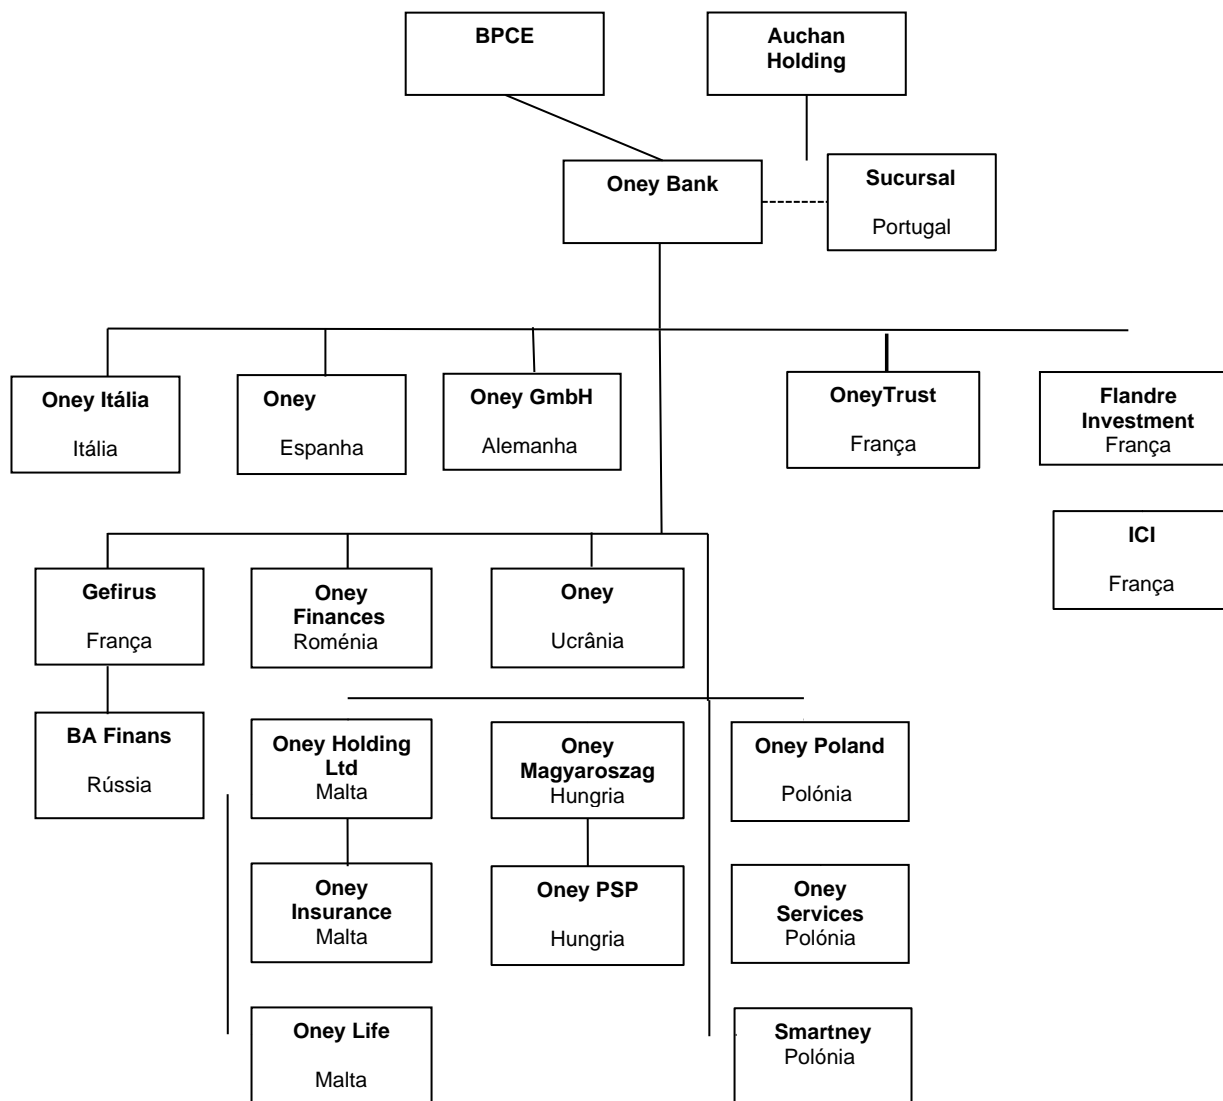 BPCE
Auchan
Holding
Oney Bank
Sucursal
Portugal
Oney Itália
Itália
Oney
Espanha
Oney GmbH
Alemanha
OneyTrust
França
Flandre
Investment
França
ICI
França
Gefirus
França
Oney
Finances
Roménia
Oney
Ucrânia
BA Finans
Rússia
Oney Holding
Ltd
Malta
Oney
Magyaroszag
Hungria
Oney Poland
Polónia
Oney
Insurance
Malta
Oney PSP
Hungria
Oney
Services
Polónia
Oney Life
Malta
Smartney
Polónia